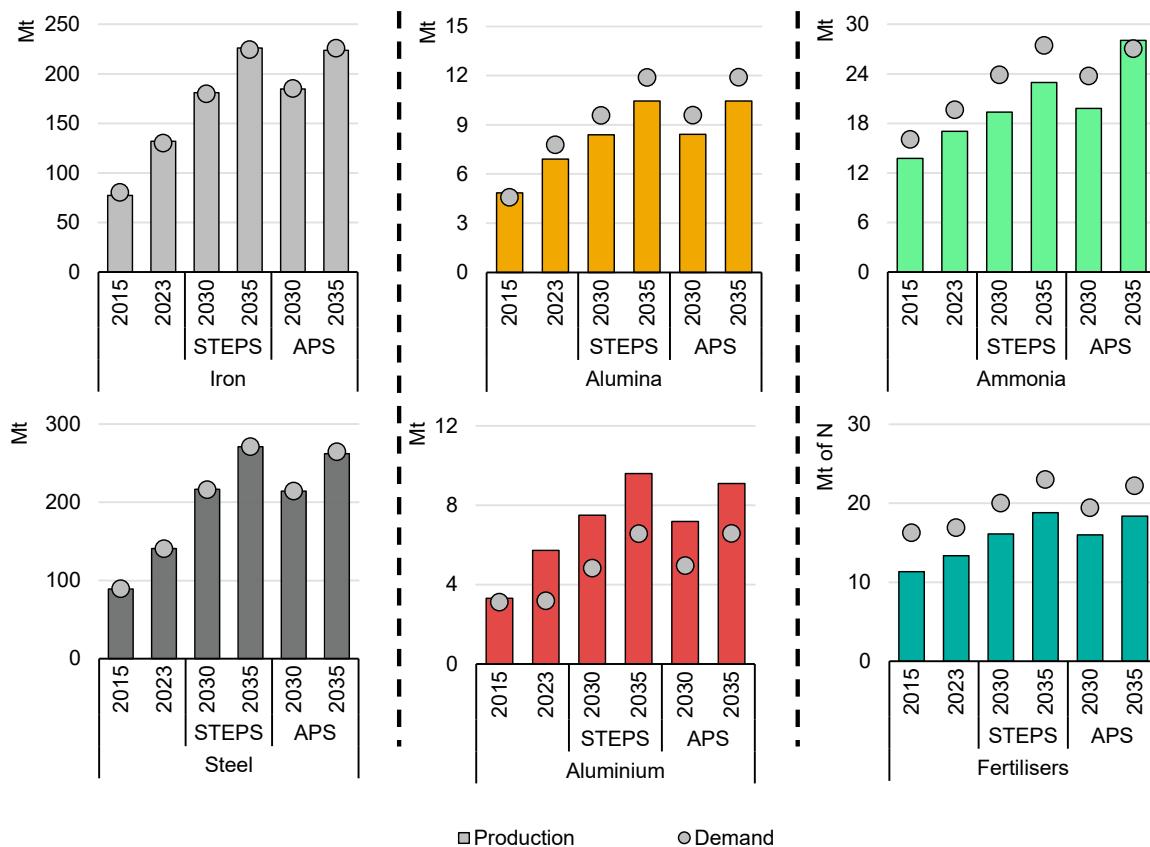 Mt
250
200
150
100
50
0
2015
2023
2030
2035
2030
2035
STEPS
APS
Iron
Mt
15
12
9
6
3
0
2015
2023
2030
2035
2030
2035
STEPS
APS
Alumina
Mt
30
24
18
12
6
0
2015
2023
2030
2035
2030
2035
STEPS
APS
Ammonia
Mt
300
200
100
0
2015
2023
2030
2035
2030
2035
STEPS
APS
Steel
Mt
12
8
4
0
2015
2023
2030
2035
2030
2035
STEPS
APS
Aluminium
Mt of N
30
20
10
0
2015
2023
2030
2035
2030
2035
STEPS
APS
Fertilisers
Production
Demand